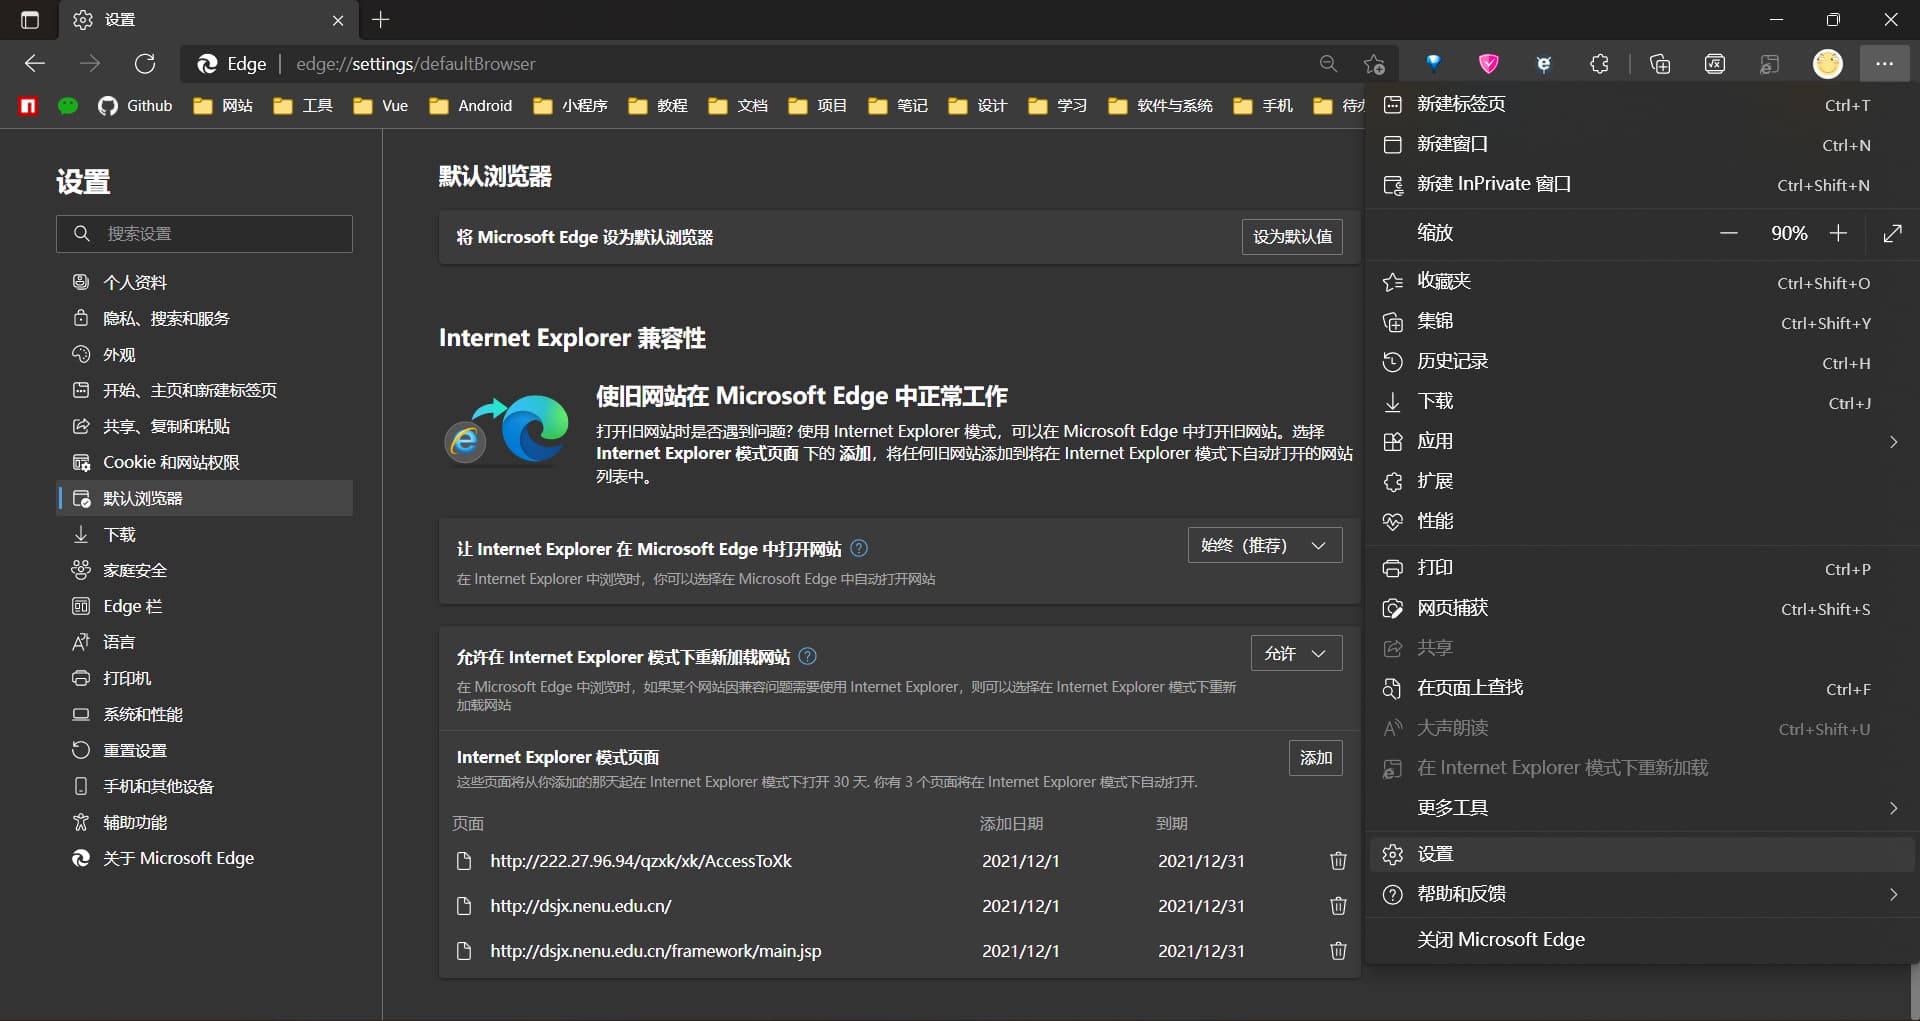 设置
Edge
edge://settings/defaultBrowser
Github
网站
工具
Vue
Android
小程序
教程
文档
项目
笔记
设计
学习
软件与系统
手机
设置
搜索设置
个人资料
隐私、搜索和服务
外观
开始、主页和新建标签页
共享、复制和粘贴
Cookie 和网站权限
默认浏览器
下载
家庭安全
Edge 栏
语言
打印机
系统和性能
重置设置
手机和其他设备
辅助功能
关于 Microsoft Edge
默认浏览器
将 Microsoft Edge 设为默认浏览器
设为默认值
Internet Explorer 兼容性
使旧网站在 Microsoft Edge 中正常工作
打开旧网站时是否遇到问题? 使用 Internet Explorer 模式，可以在 Microsoft Edge 中打开旧网站。选择
Internet Explorer 模式页面 下的 添加，将任何旧网站添加到将在 Internet Explorer 模式下自动打开的网站
列表中。
让 Internet Explorer 在 Microsoft Edge 中打开网站
始终（推荐）
在 Internet Explorer 中浏览时，你可以选择在 Microsoft Edge 中自动打开网站
允许在 Internet Explorer 模式下重新加载网站
允许
在 Microsoft Edge 中浏览时，如果某个网站因兼容问题需要使用 Internet Explorer，则可以选择在 Internet Explorer 模式下重新
加载网站
Internet Explorer 模式页面
添加
这些页面将从你添加的那天起在 Internet Explorer 模式下打开 30 天. 你有 3 个页面将在 Internet Explorer 模式下自动打开.
页面 添加日期 到期
http://222.27.96.94/qzxk/xk/AccessToXk 2021/12/1 2021/12/31
http://dsjx.nenu.edu.cn/ 2021/12/1 2021/12/31
http://dsjx.nenu.edu.cn/framework/main.jsp 2021/12/1 2021/12/31
新建标签页 Ctrl+T
新建窗口 Ctrl+N
新建 InPrivate 窗口 Ctrl+Shift+N
缩放 90%
收藏夹 Ctrl+Shift+O
集锦 Ctrl+Shift+Y
历史记录 Ctrl+H
下载 Ctrl+J
应用
扩展
性能
打印 Ctrl+P
网页捕获 Ctrl+Shift+S
共享
在页面上查找 Ctrl+F
大声朗读 Ctrl+Shift+U
在 Internet Explorer 模式下重新加载
更多工具
设置
帮助和反馈
关闭 Microsoft Edge